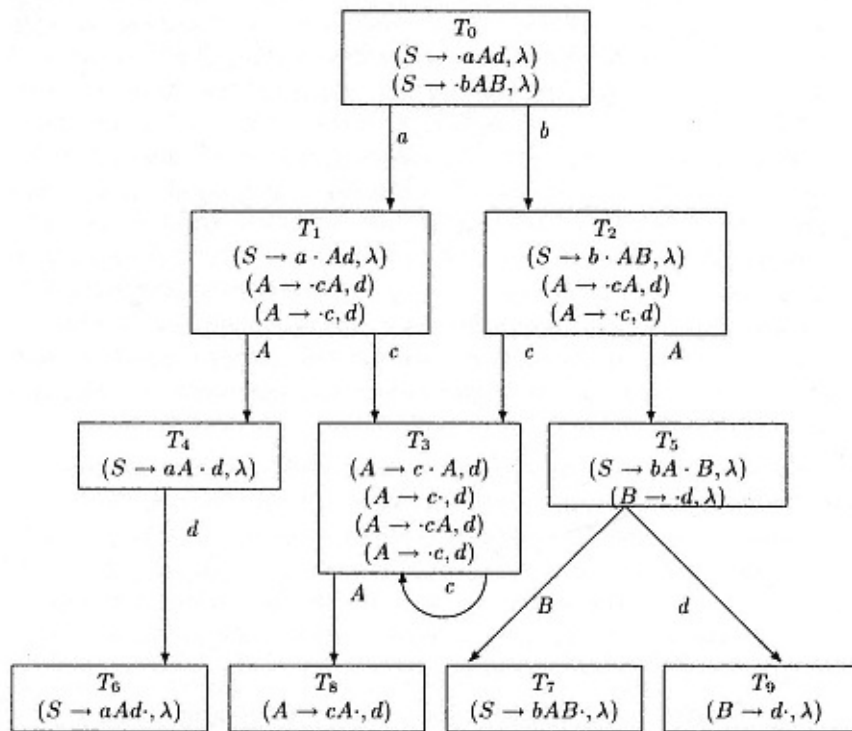 T₀
(S → ·aAd, λ)
(S → ·bAB, λ)
a
b
T₁
(S → a · Ad, λ)
(A → ·cA, d)
(A → ·c, d)
T₂
(S → b · AB, λ)
(A → ·cA, d)
(A → ·c, d)
A
c
c
A
T₄
(S → aA · d, λ)
T₃
(A → c · A, d)
(A → c·, d)
(A → ·cA, d)
(A → ·c, d)
T₅
(S → bA · B, λ)
(B → ·d, λ)
d
A
c
B
d
T₆
(S → aAd·, λ)
T₈
(A → cA·, d)
T₇
(S → bAB·, λ)
T₉
(B → d·, λ)